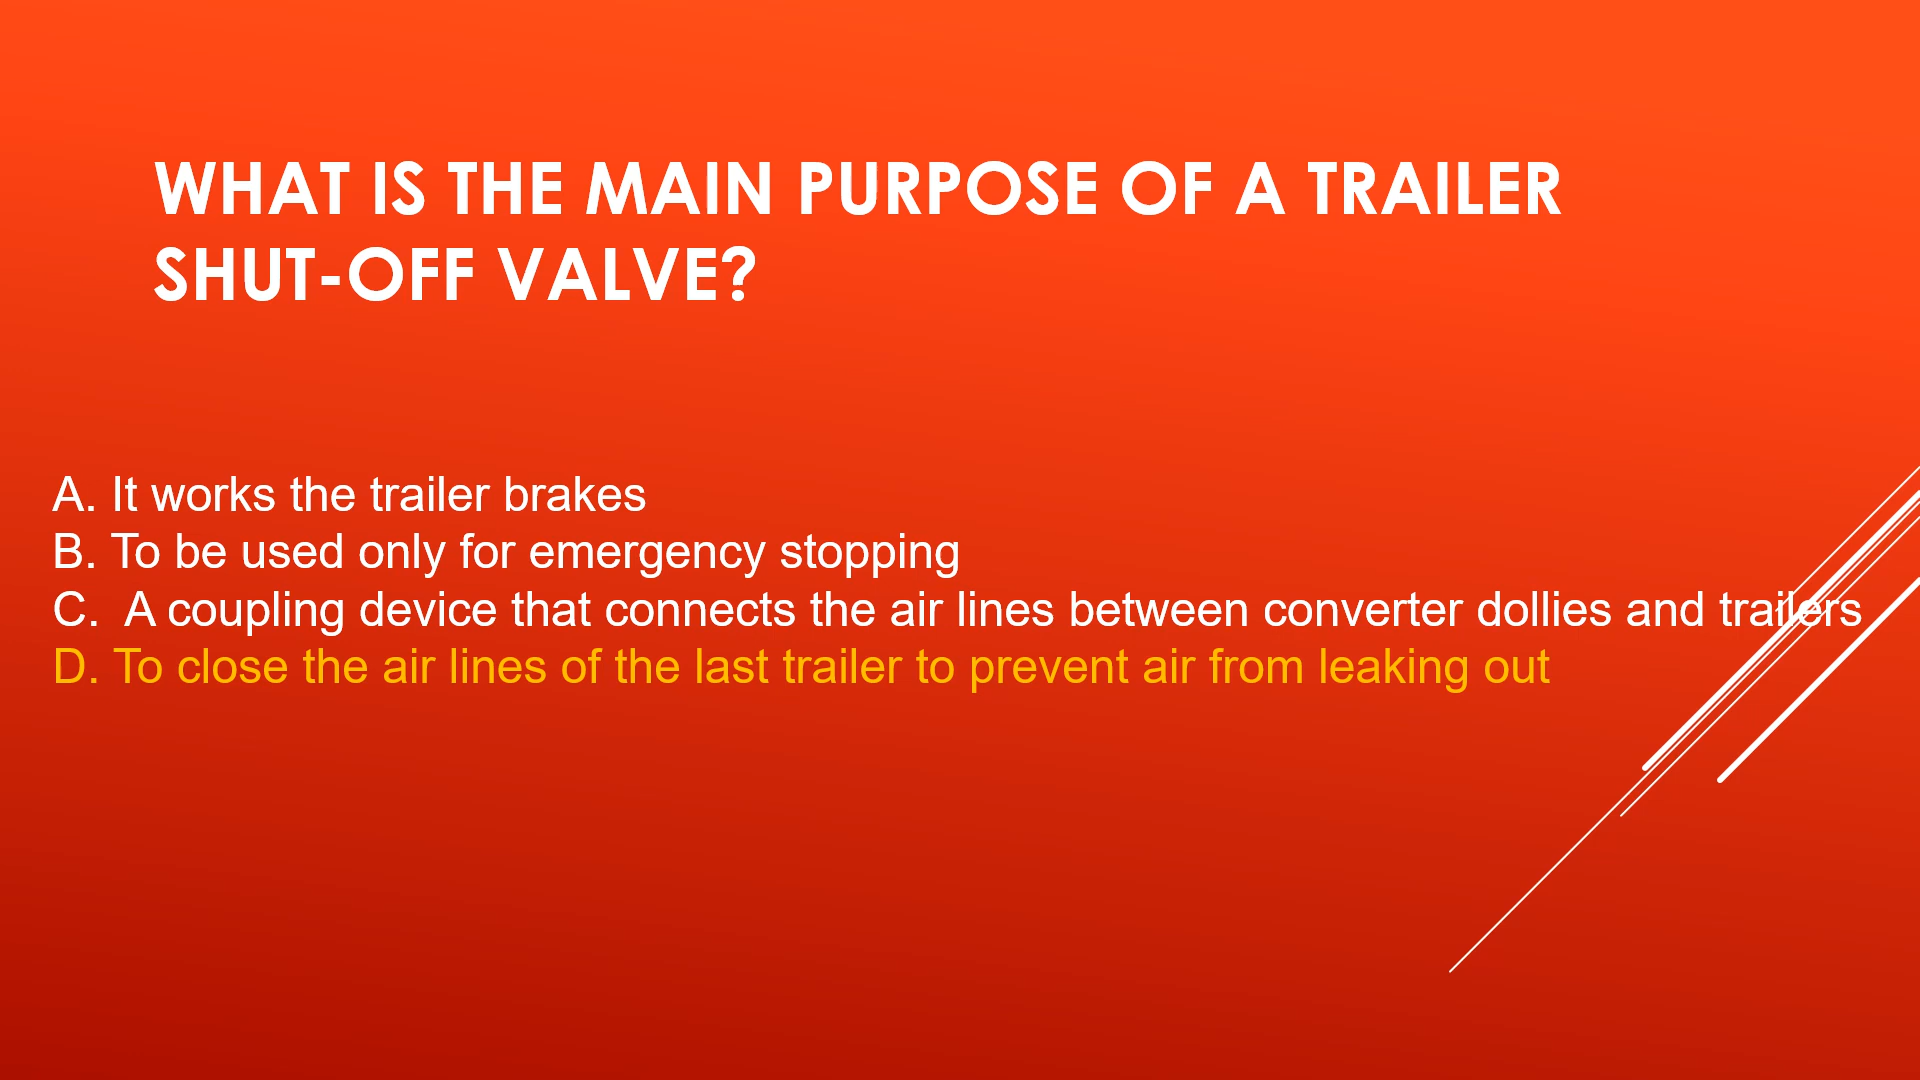 WHAT IS THE MAIN PURPOSE OF A TRAILER
SHUT-OFF VALVE?
A. It works the trailer brakes
B. To be used only for emergency stopping
C. A coupling device that connects the air lines between converter dollies and trailers
D. To close the air lines of the last trailer to prevent air from leaking out